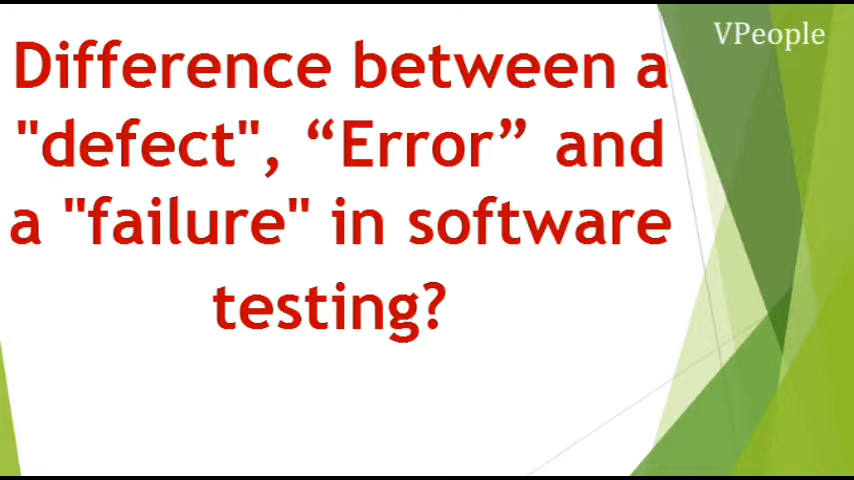 VPeople
Difference between a
"defect", “Error” and
a "failure" in software
testing?